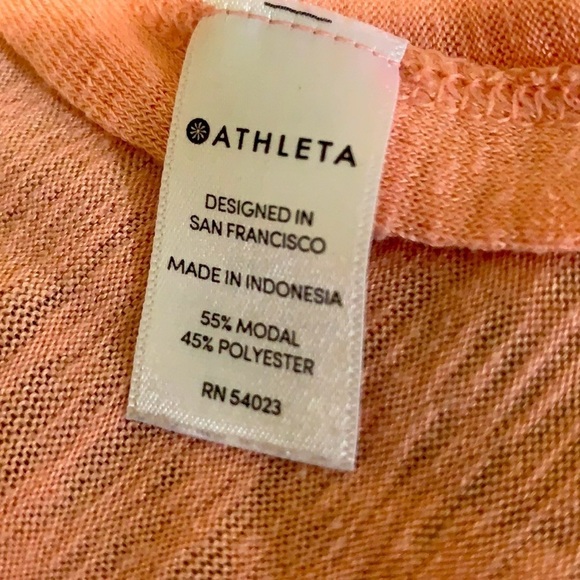 ATHLETA
DESIGNED IN
SAN FRANCISCO
MADE IN INDONESIA
55% MODAL
45% POLYESTER
RN 54023